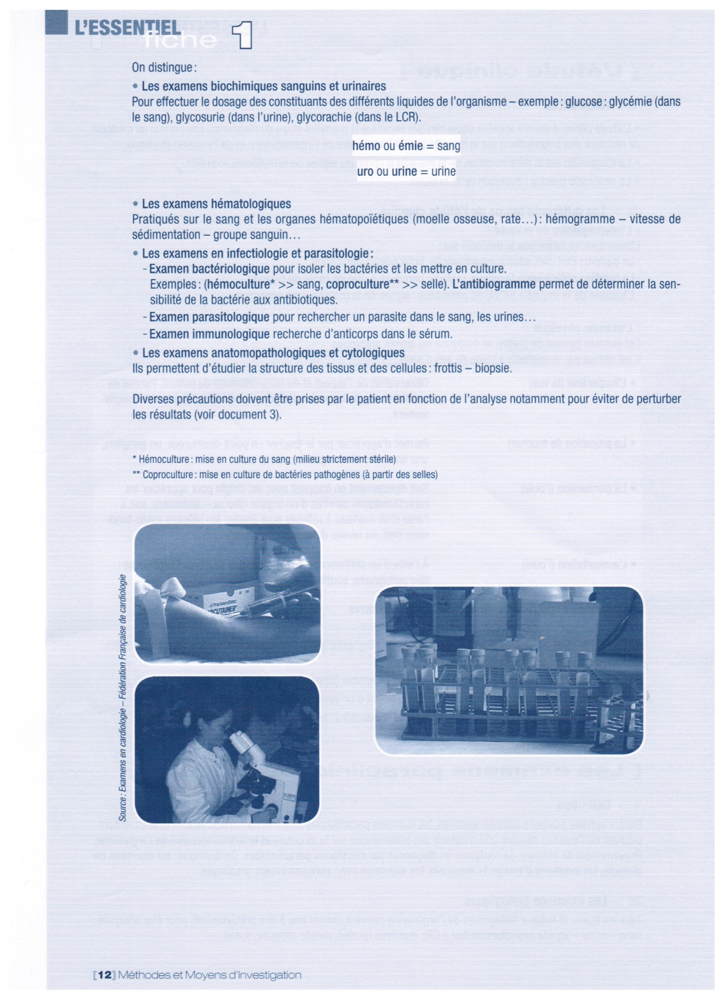 L'ESSENTIEL
fiche 1
On distingue :
• Les examens biochimiques sanguins et urinaires
Pour effectuer le dosage des constituants des différents liquides de l'organisme – exemple : glucose : glycémie (dans
le sang), glycosurie (dans l'urine), glycorachie (dans le LCR).
hémo ou émie = sang
uro ou urine = urine
• Les examens hématologiques
Pratiqués sur le sang et les organes hématopoïétiques (moelle osseuse, rate…) : hémogramme – vitesse de
sédimentation – groupe sanguin…
• Les examens en infectiologie et parasitologie :
- Examen bactériologique pour isoler les bactéries et les mettre en culture.
Exemples : (hémoculture* >> sang, coproculture** >> selle). L'antibiogramme permet de déterminer la sen-
sibilité de la bactérie aux antibiotiques.
- Examen parasitologique pour rechercher un parasite dans le sang, les urines…
- Examen immunologique recherche d'anticorps dans le sérum.
• Les examens anatomopathologiques et cytologiques
Ils permettent d'étudier la structure des tissus et des cellules : frottis – biopsie.
Diverses précautions doivent être prises par le patient en fonction de l'analyse notamment pour éviter de perturber
les résultats (voir document 3).
* Hémoculture : mise en culture du sang (milieu strictement stérile)
** Coproculture : mise en culture de bactéries pathogènes (à partir des selles)
Source : Examens en cardiologie – Fédération Française de cardiologie
[12] Méthodes et Moyens d'Investigation